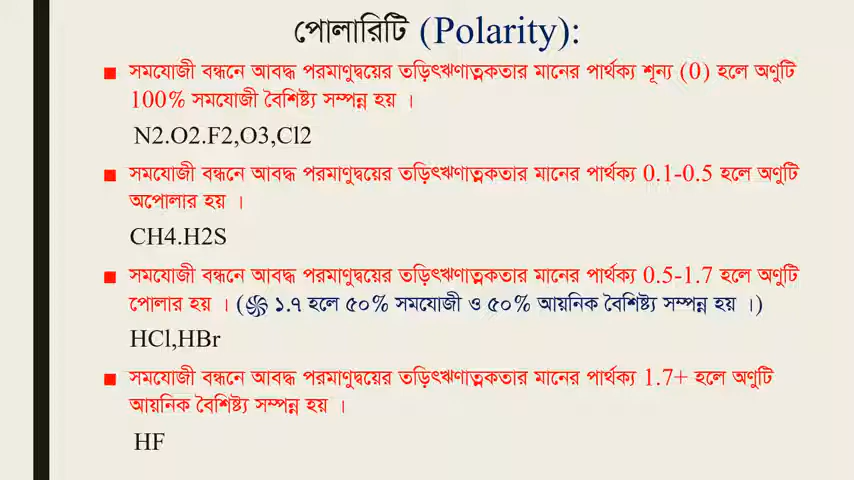 পোলারিটি (Polarity):
সমযোজী বন্ধনে আবদ্ধ পরমাণুদ্বয়ের তড়িৎঋণাত্নকতার মানের পার্থক্য শূন্য (0) হলে অণুটি
100% সমযোজী বৈশিষ্ট্য সম্পন্ন হয় ।
N2.O2.F2,O3,Cl2
সমযোজী বন্ধনে আবদ্ধ পরমাণুদ্বয়ের তড়িৎঋণাত্নকতার মানের পার্থক্য 0.1-0.5 হলে অণুটি
অপোলার হয় ।
CH4.H2S
সমযোজী বন্ধনে আবদ্ধ পরমাণুদ্বয়ের তড়িৎঋণাত্নকতার মানের পার্থক্য 0.5-1.7 হলে অণুটি
পোলার হয় । (֍ ১.৭ হলে ৫০% সমযোজী ও ৫০% আয়নিক বৈশিষ্ট্য সম্পন্ন হয় ।)
HCl,HBr
সমযোজী বন্ধনে আবদ্ধ পরমাণুদ্বয়ের তড়িৎঋণাত্নকতার মানের পার্থক্য 1.7+ হলে অণুটি
আয়নিক বৈশিষ্ট্য সম্পন্ন হয় ।
HF